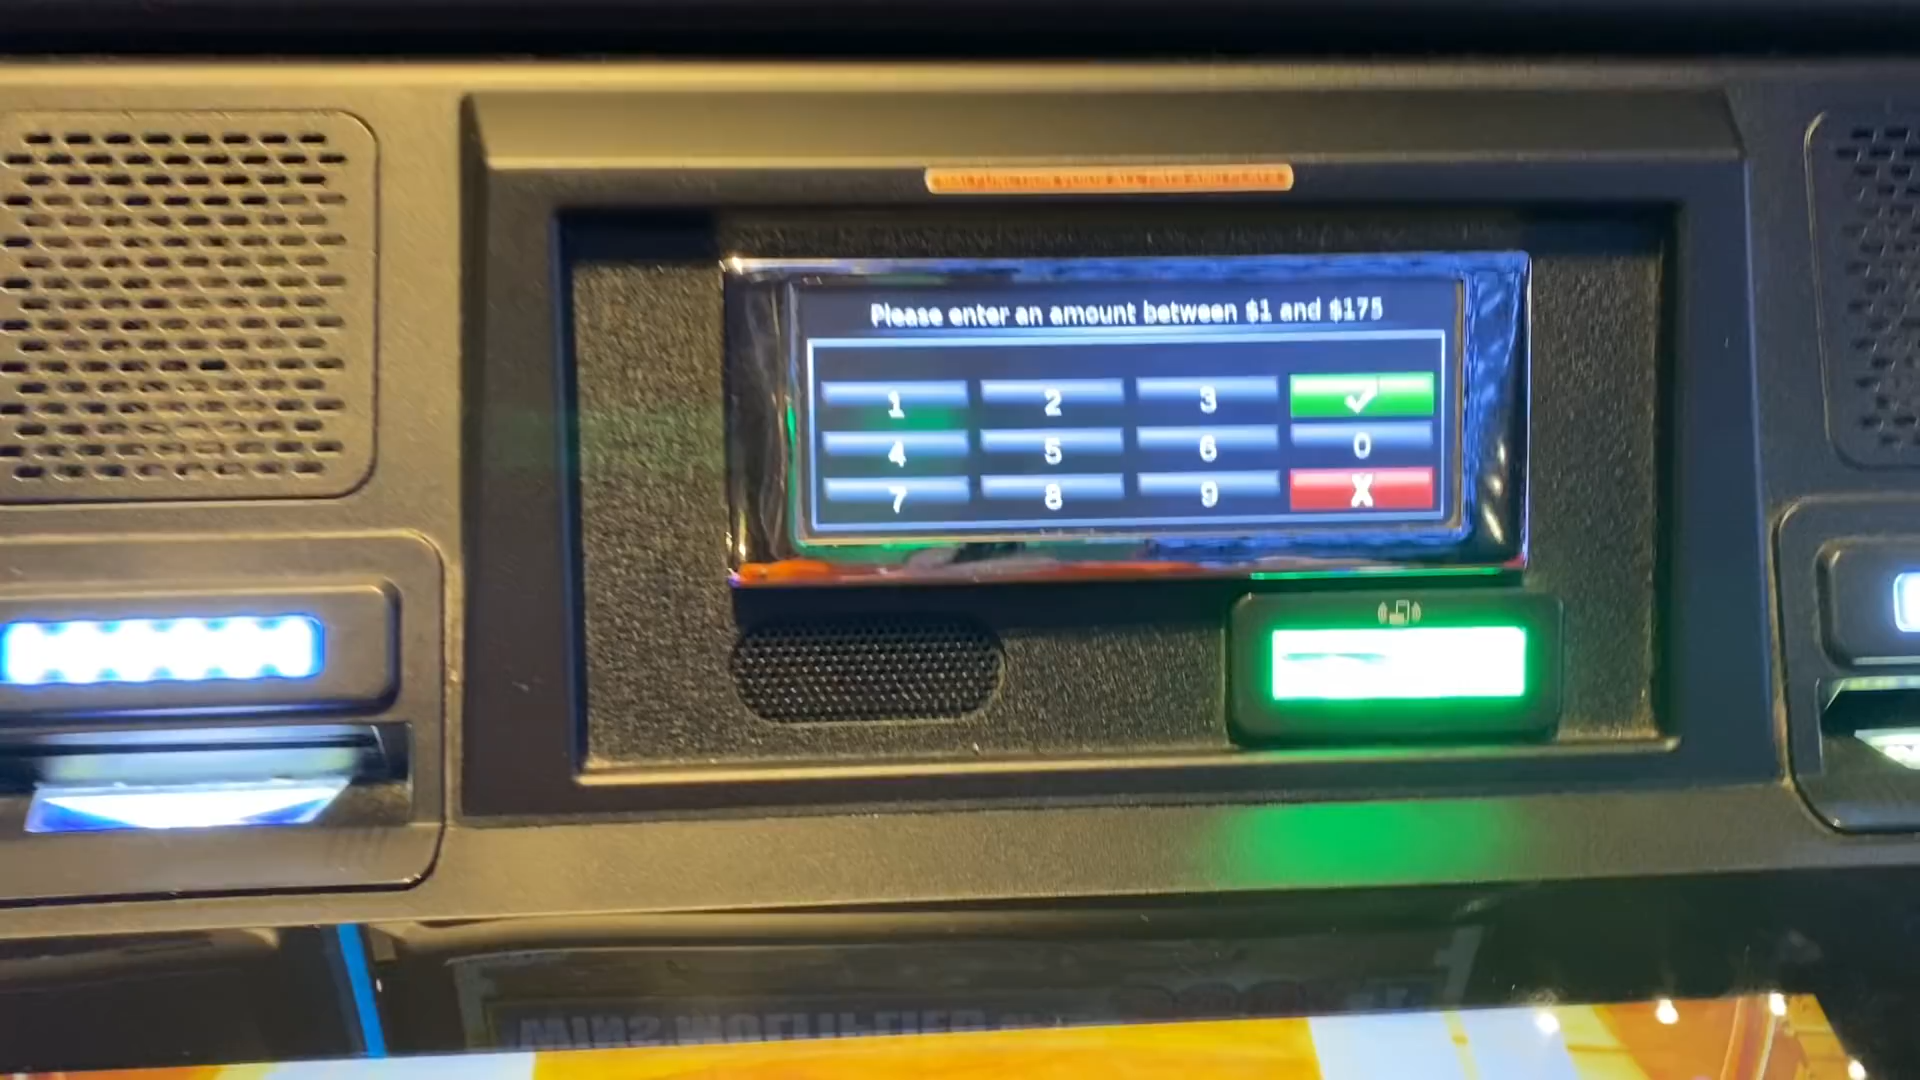 Please enter an amount between $1 and $175
1 2 3
4 5 6 0
7 8 9 X